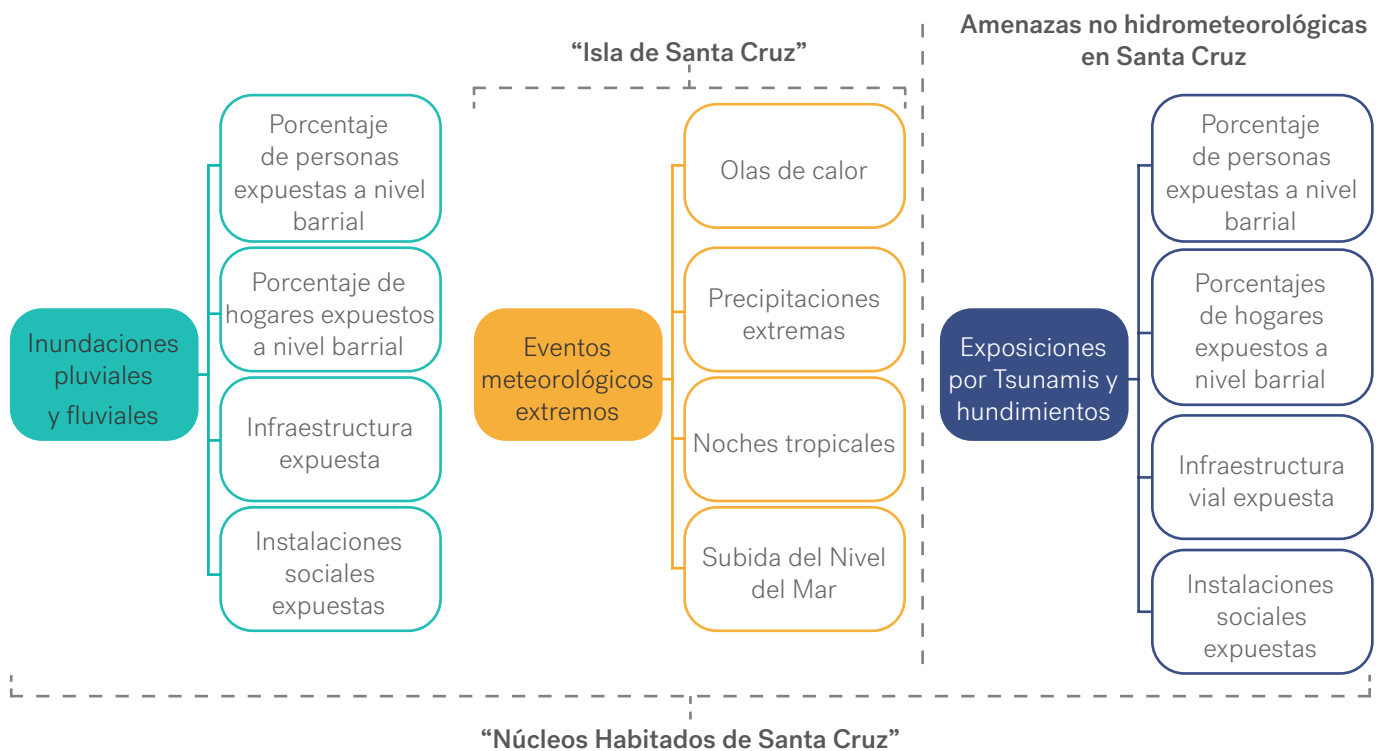 “Isla de Santa Cruz”
Amenazas no hidrometeorológicas
en Santa Cruz
Inundaciones
pluviales
y fluviales
Porcentaje
de personas
expuestas a nivel
barrial
Porcentaje de
hogares expuestos
a nivel barrial
Infraestructura
expuesta
Instalaciones
sociales
expuestas
Eventos
meteorológicos
extremos
Olas de calor
Precipitaciones
extremas
Noches tropicales
Subida del Nivel
del Mar
Exposiciones
por Tsunamis y
hundimientos
Porcentaje
de personas
expuestas a nivel
barrial
Porcentajes
de hogares
expuestos a
nivel barrial
Infraestructura
vial expuesta
Instalaciones
sociales
expuestas
“Núcleos Habitados de Santa Cruz”